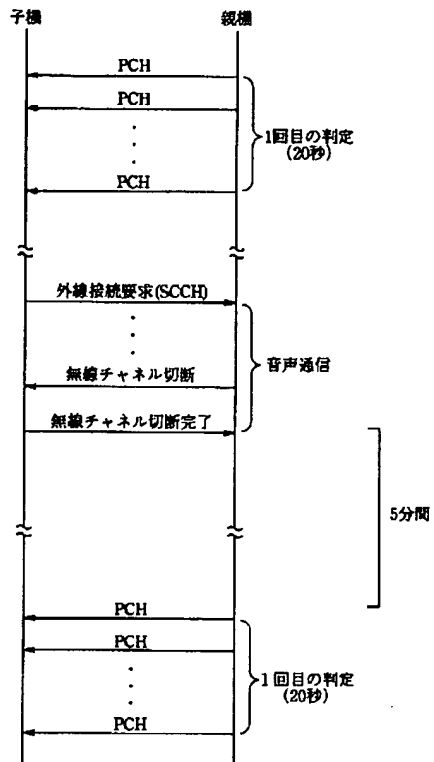 子機 親機
PCH
PCH
PCH
1回目の判定
(20秒)
外線接続要求(SCCH)
音声通信
無線チャネル切断
無線チャネル切断完了
5分間
PCH
PCH
PCH
1回目の判定
(20秒)